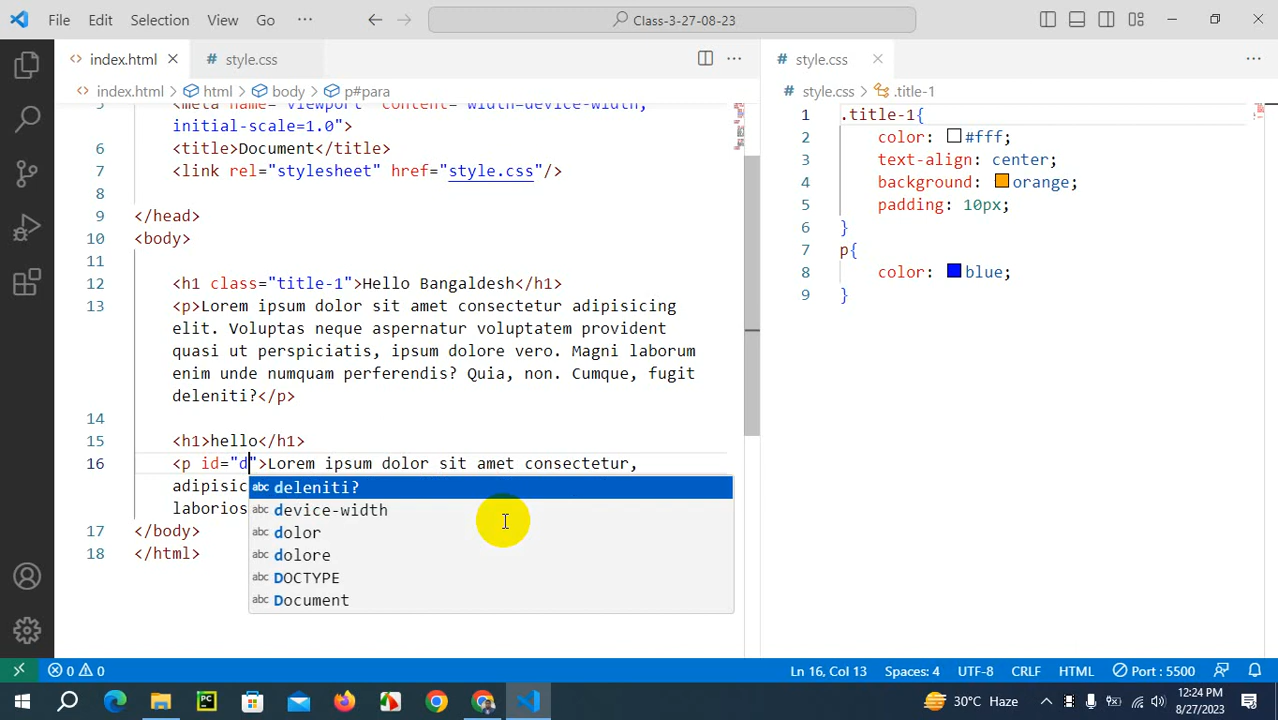 File Edit Selection View Go ··· Class-3-27-08-23
index.html style.css
index.html > html > body > p#para
5 <meta name="viewport" content="width=device-width,
initial-scale=1.0">
6 <title>Document</title>
7 <link rel="stylesheet" href="style.css"/>
8
9 </head>
10 <body>
11
12 <h1 class="title-1">Hello Bangaldesh</h1>
13 <p>Lorem ipsum dolor sit amet consectetur adipisicing
elit. Voluptas neque aspernatur voluptatem provident
quasi ut perspiciatis, ipsum dolore vero. Magni laborum
enim unde numquam perferendis? Quia, non. Cumque, fugit
deleniti?</p>
14
15 <h1>hello</h1>
16 <p id="d">Lorem ipsum dolor sit amet consectetur,
adipisic
laborios
17 </body>
18 </html>
abc deleniti?
abc device-width
abc dolor
abc dolore
abc DOCTYPE
abc Document
style.css
style.css > .title-1
1 .title-1{
2 color: #fff;
3 text-align: center;
4 background: orange;
5 padding: 10px;
6 }
7 p{
8 color: blue;
9 }
0 0 Ln 16, Col 13 Spaces: 4 UTF-8 CRLF HTML Port : 5500
PC 30°C Haze 12:24 PM
8/27/2023